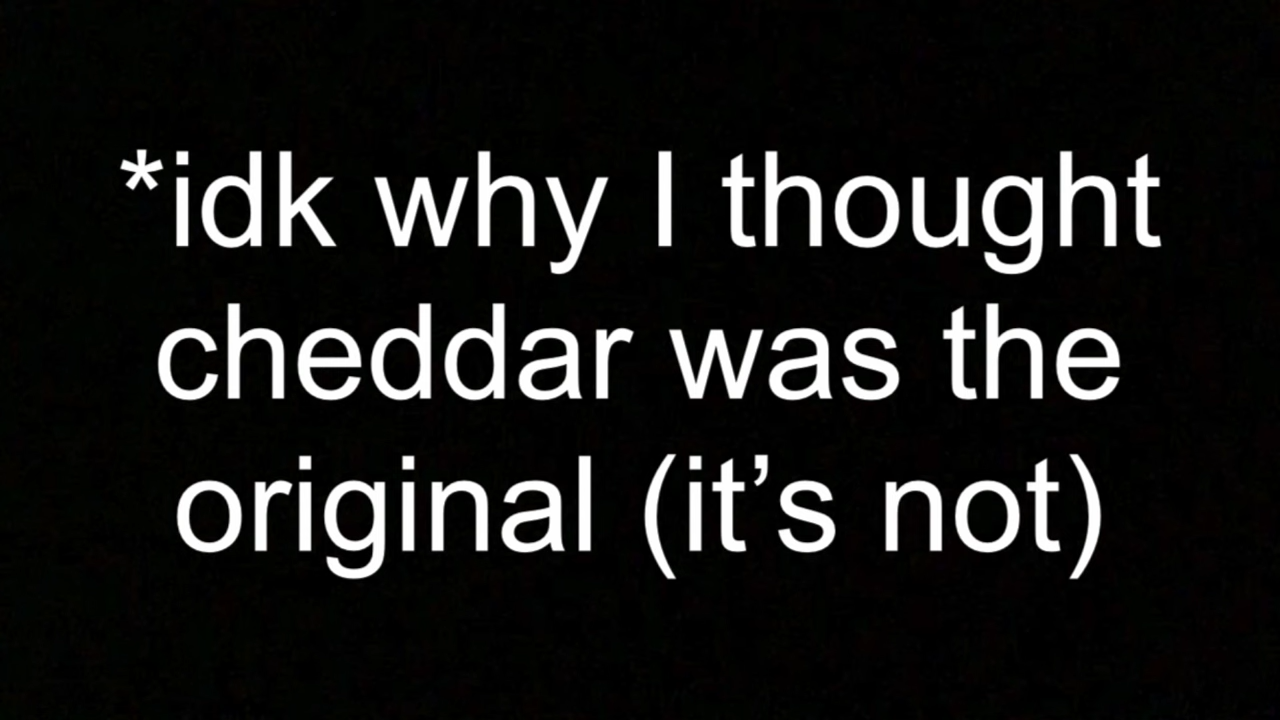 *idk why I thought
cheddar was the
original (it’s not)